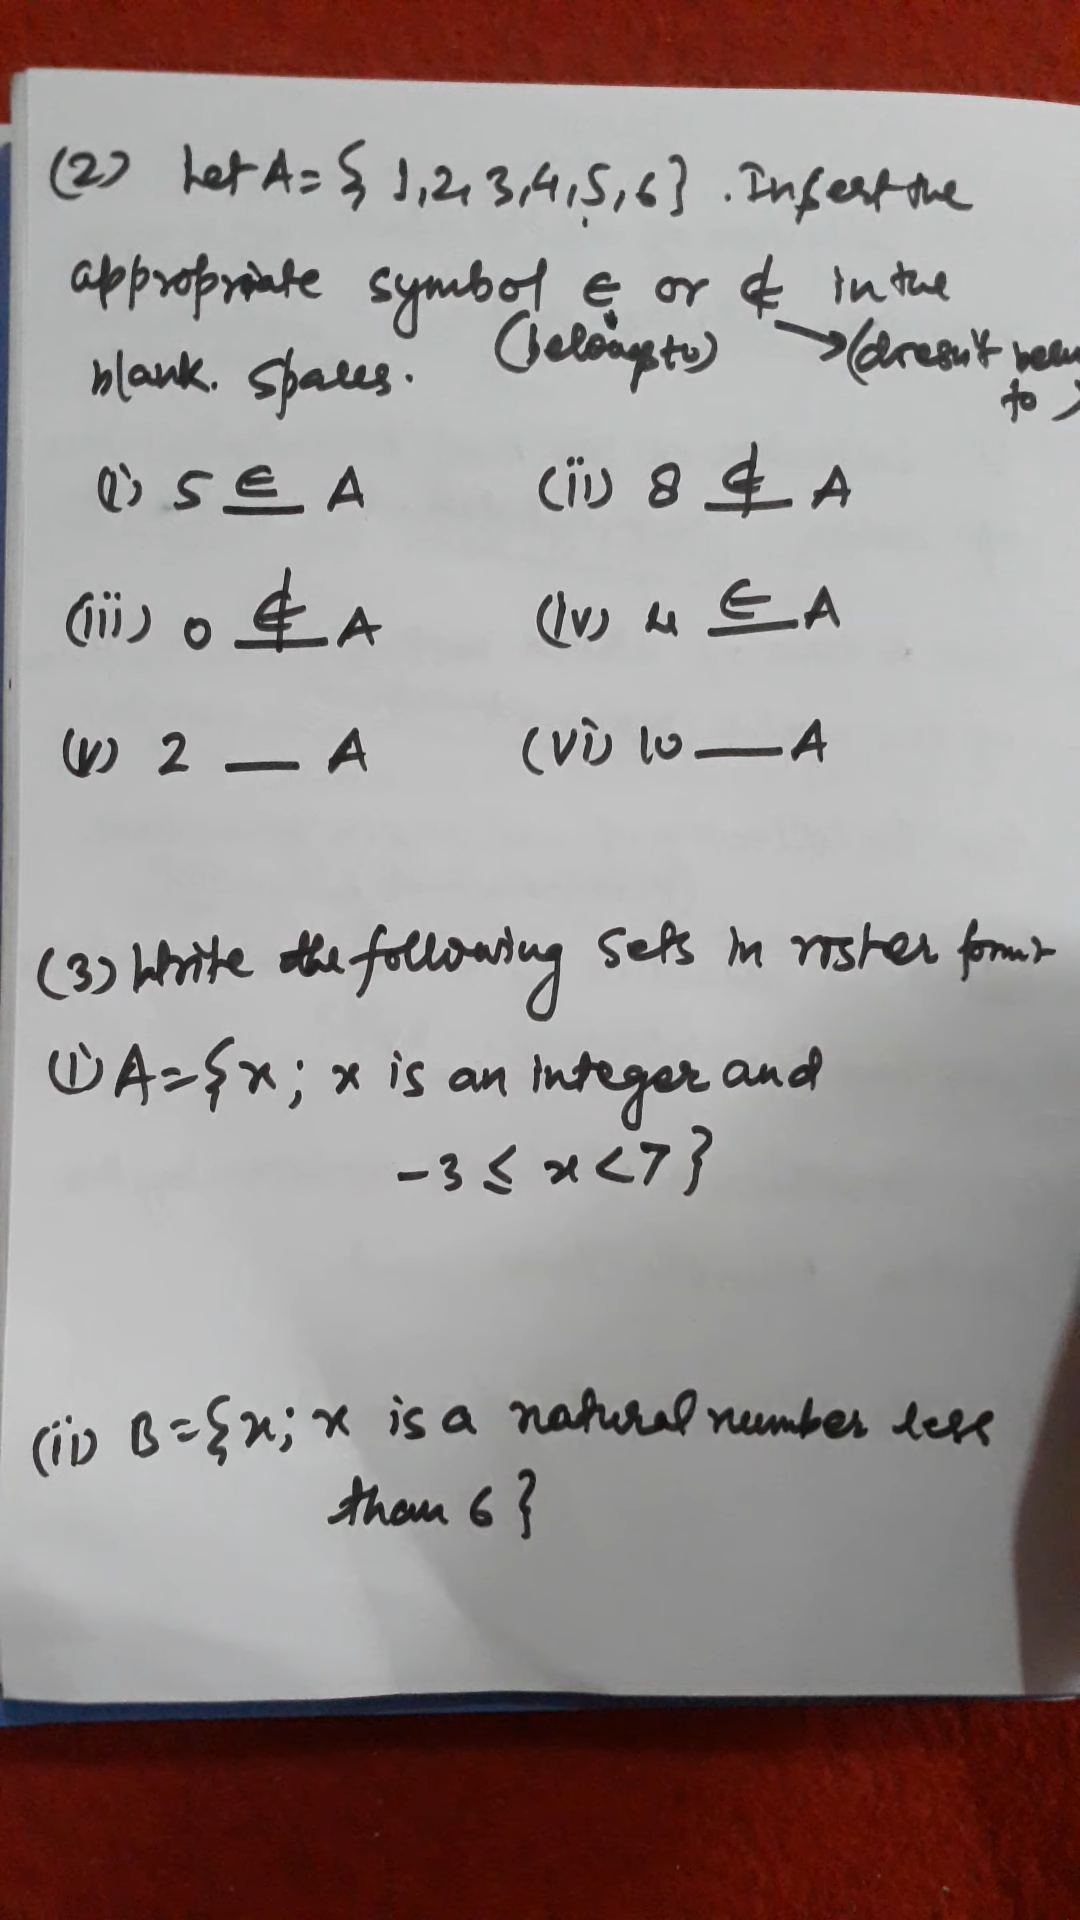 (2) Let A = { 1, 2, 3, 4, 5, 6 } . Insert the
appropriate symbol ∈ or ∉ in the
(belongs to) → (doesn't
blank. spaces.
to )
(i) 5 ∈ A (ii) 8 ∉ A
(iii) 0 ∉ A (iv) 4 ∈ A
(v) 2 __ A (vi) 10 __ A
(3) Write the following sets in roster form:
(i) A = {x; x is an integer and
-3 ≤ x < 7}
(ii) B = {x; x is a natural number less
than 6 }